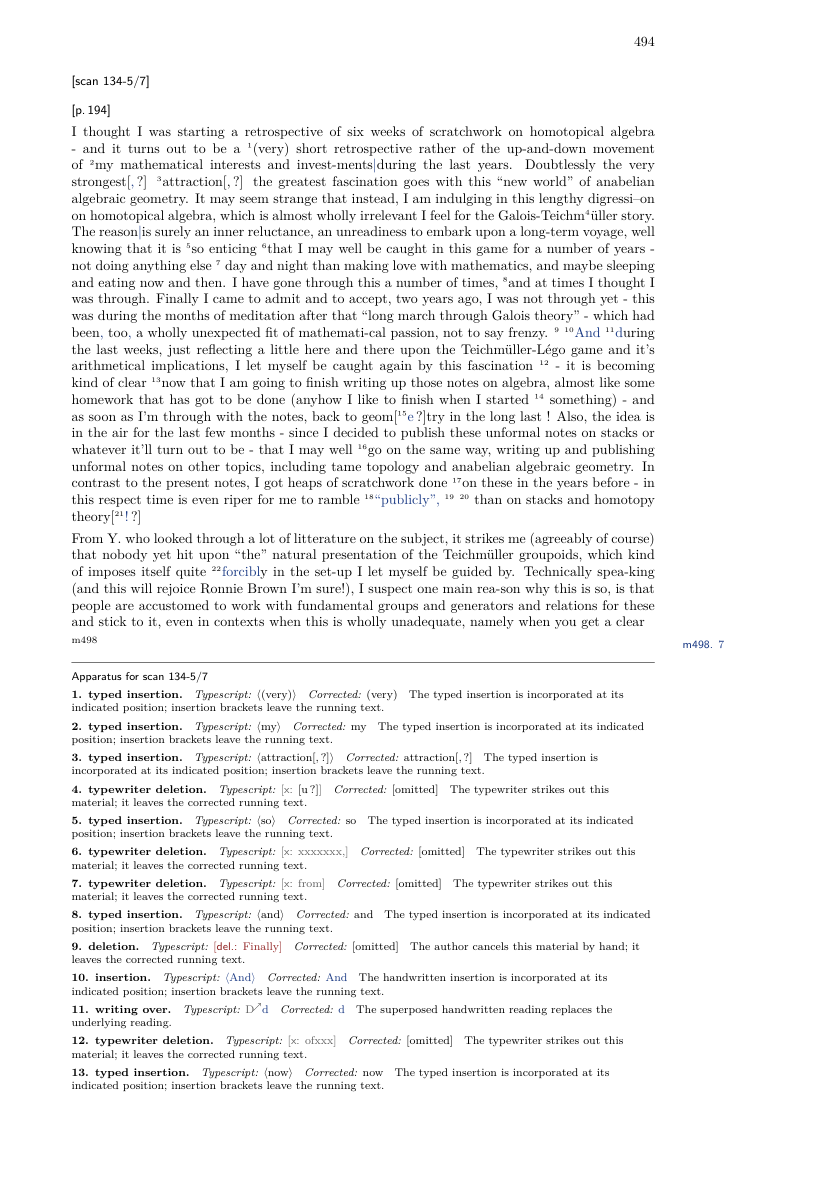 494
[scan 134-5/7]
[p. 194]
I thought I was starting a retrospective of six weeks of scratchwork on homotopical algebra
- and it turns out to be a ¹(very) short retrospective rather of the up-and-down movement
of ²my mathematical interests and invest-ments|during the last years. Doubtlessly the very
strongest[, ?] ³attraction[, ?] the greatest fascination goes with this “new world” of anabelian
algebraic geometry. It may seem strange that instead, I am indulging in this lengthy digressi–on
on homotopical algebra, which is almost wholly irrelevant I feel for the Galois-Teichm⁴üller story.
The reason|is surely an inner reluctance, an unreadiness to embark upon a long-term voyage, well
knowing that it is ⁵so enticing ⁶that I may well be caught in this game for a number of years -
not doing anything else ⁷ day and night than making love with mathematics, and maybe sleeping
and eating now and then. I have gone through this a number of times, ⁸and at times I thought I
was through. Finally I came to admit and to accept, two years ago, I was not through yet - this
was during the months of meditation after that “long march through Galois theory” - which had
been, too, a wholly unexpected fit of mathemati-cal passion, not to say frenzy. ⁹ ¹⁰And ¹¹during
the last weeks, just reflecting a little here and there upon the Teichmüller-Légo game and it’s
arithmetical implications, I let myself be caught again by this fascination ¹² - it is becoming
kind of clear ¹³now that I am going to finish writing up those notes on algebra, almost like some
homework that has got to be done (anyhow I like to finish when I started ¹⁴ something) - and
as soon as I’m through with the notes, back to geom[¹⁵e ?]try in the long last ! Also, the idea is
in the air for the last few months - since I decided to publish these unformal notes on stacks or
whatever it’ll turn out to be - that I may well ¹⁶go on the same way, writing up and publishing
unformal notes on other topics, including tame topology and anabelian algebraic geometry. In
contrast to the present notes, I got heaps of scratchwork done ¹⁷on these in the years before - in
this respect time is even riper for me to ramble ¹⁸“publicly”, ¹⁹ ²⁰ than on stacks and homotopy
theory[²¹! ?]
From Y. who looked through a lot of litterature on the subject, it strikes me (agreeably of course)
that nobody yet hit upon “the” natural presentation of the Teichmüller groupoids, which kind
of imposes itself quite ²²forcibly in the set-up I let myself be guided by. Technically spea-king
(and this will rejoice Ronnie Brown I’m sure!), I suspect one main rea-son why this is so, is that
people are accustomed to work with fundamental groups and generators and relations for these
and stick to it, even in contexts when this is wholly unadequate, namely when you get a clear
m498
m498. 7
Apparatus for scan 134-5/7
1. typed insertion. Typescript: ⟨(very)⟩ Corrected: (very) The typed insertion is incorporated at its
indicated position; insertion brackets leave the running text.
2. typed insertion. Typescript: ⟨my⟩ Corrected: my The typed insertion is incorporated at its indicated
position; insertion brackets leave the running text.
3. typed insertion. Typescript: ⟨attraction[, ?]⟩ Corrected: attraction[, ?] The typed insertion is
incorporated at its indicated position; insertion brackets leave the running text.
4. typewriter deletion. Typescript: [x: [u ?]] Corrected: [omitted] The typewriter strikes out this
material; it leaves the corrected running text.
5. typed insertion. Typescript: ⟨so⟩ Corrected: so The typed insertion is incorporated at its indicated
position; insertion brackets leave the running text.
6. typewriter deletion. Typescript: [x: xxxxxxx,] Corrected: [omitted] The typewriter strikes out this
material; it leaves the corrected running text.
7. typewriter deletion. Typescript: [x: from] Corrected: [omitted] The typewriter strikes out this
material; it leaves the corrected running text.
8. typed insertion. Typescript: ⟨and⟩ Corrected: and The typed insertion is incorporated at its indicated
position; insertion brackets leave the running text.
9. deletion. Typescript: [del.: Finally] Corrected: [omitted] The author cancels this material by hand; it
leaves the corrected running text.
10. insertion. Typescript: ⟨And⟩ Corrected: And The handwritten insertion is incorporated at its
indicated position; insertion brackets leave the running text.
11. writing over. Typescript: D↗d Corrected: d The superposed handwritten reading replaces the
underlying reading.
12. typewriter deletion. Typescript: [x: ofxxx] Corrected: [omitted] The typewriter strikes out this
material; it leaves the corrected running text.
13. typed insertion. Typescript: ⟨now⟩ Corrected: now The typed insertion is incorporated at its
indicated position; insertion brackets leave the running text.